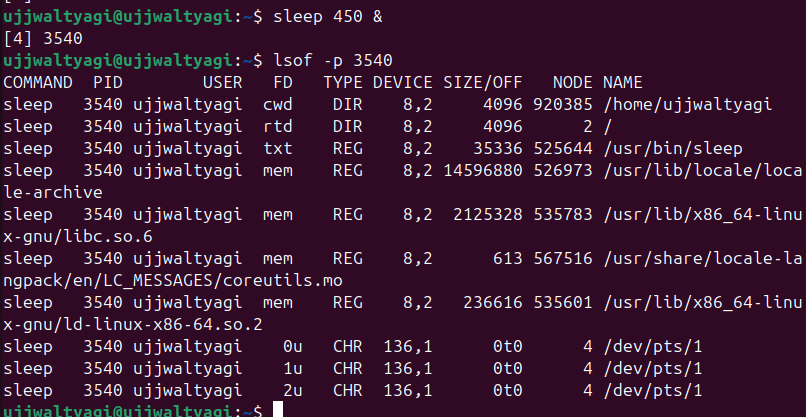 ujjwaltyagi@ujjwaltyagi:~$ sleep 450 &
[4] 3540
ujjwaltyagi@ujjwaltyagi:~$ lsof -p 3540
COMMAND  PID        USER   FD   TYPE DEVICE SIZE/OFF   NODE NAME
sleep   3540 ujjwaltyagi  cwd    DIR    8,2     4096 920385 /home/ujjwaltyagi
sleep   3540 ujjwaltyagi  rtd    DIR    8,2     4096      2 /
sleep   3540 ujjwaltyagi  txt    REG    8,2    35336 525644 /usr/bin/sleep
sleep   3540 ujjwaltyagi  mem    REG    8,2 14596880 526973 /usr/lib/locale/loca
le-archive
sleep   3540 ujjwaltyagi  mem    REG    8,2  2125328 535783 /usr/lib/x86_64-linu
x-gnu/libc.so.6
sleep   3540 ujjwaltyagi  mem    REG    8,2      613 567516 /usr/share/locale-la
ngpack/en/LC_MESSAGES/coreutils.mo
sleep   3540 ujjwaltyagi  mem    REG    8,2   236616 535601 /usr/lib/x86_64-linu
x-gnu/ld-linux-x86-64.so.2
sleep   3540 ujjwaltyagi    0u   CHR  136,1      0t0      4 /dev/pts/1
sleep   3540 ujjwaltyagi    1u   CHR  136,1      0t0      4 /dev/pts/1
sleep   3540 ujjwaltyagi    2u   CHR  136,1      0t0      4 /dev/pts/1
ujjwaltyagi@ujjwaltyagi:~$